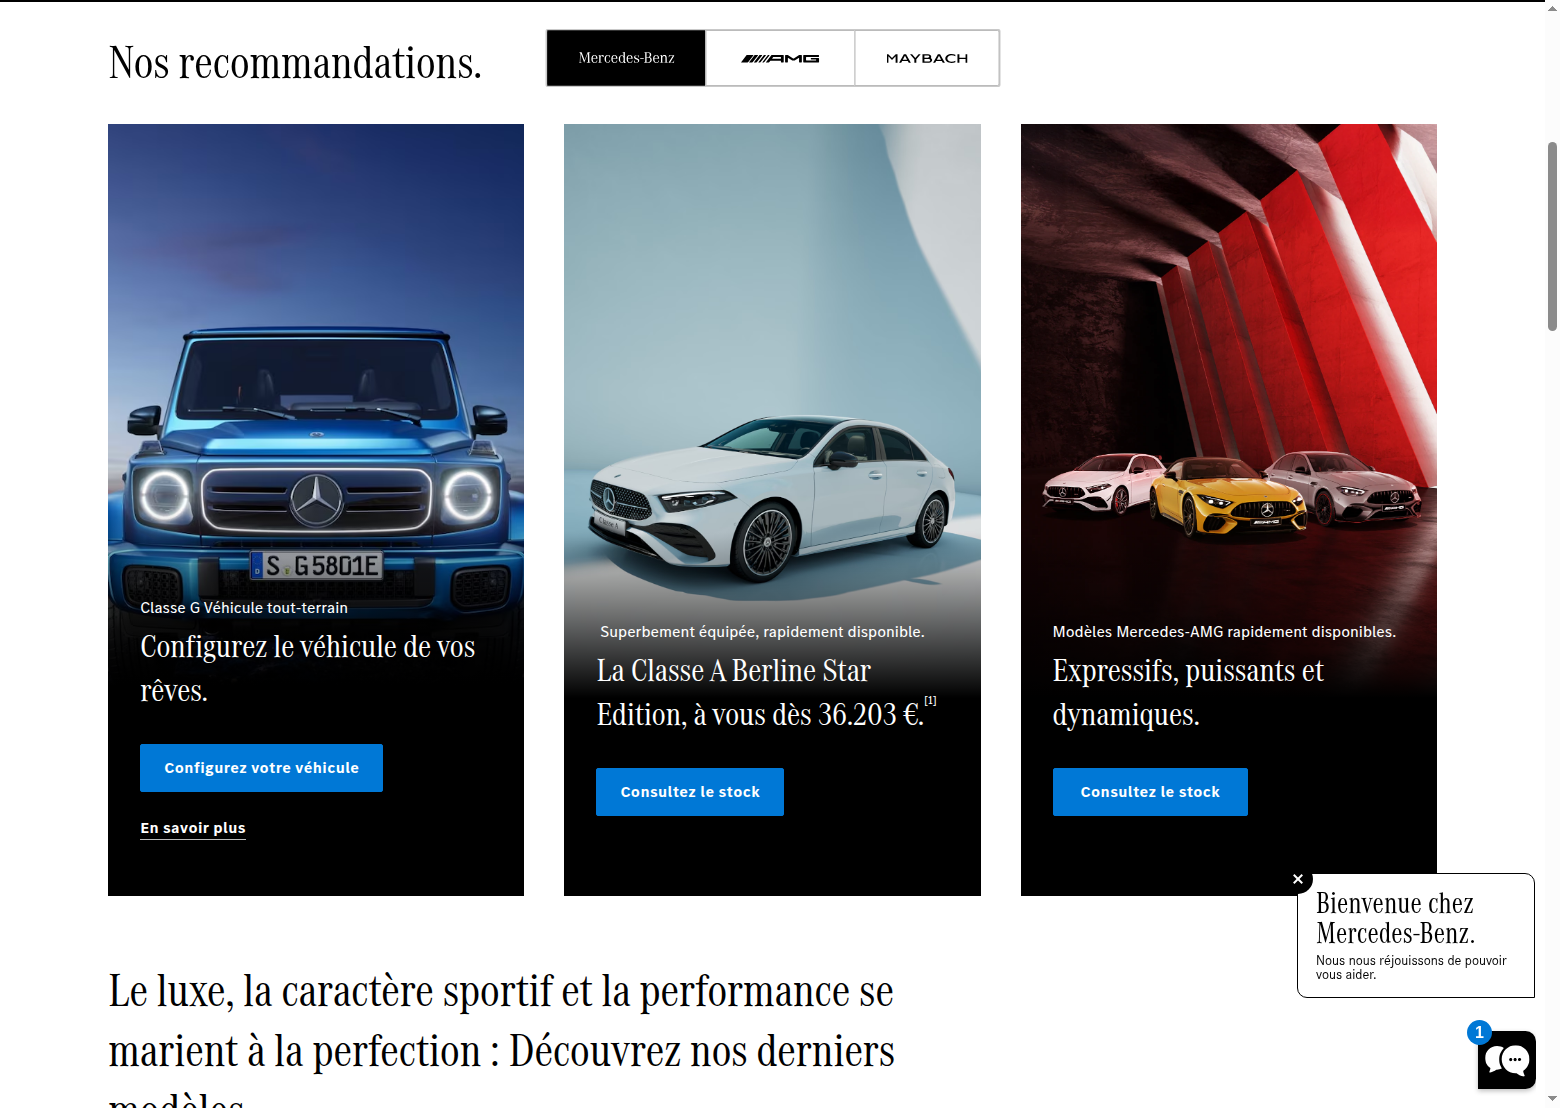 Nos recommandations.
Mercedes-Benz
AMG
MAYBACH
S G 5801E
Classe G Véhicule tout-terrain
Configurez le véhicule de vos
rêves.
Configurez votre véhicule
En savoir plus
Classe A
Superbement équipée, rapidement disponible.
La Classe A Berline Star
Edition, à vous dès 36.203 €.[1]
Consultez le stock
AMG
Modèles Mercedes-AMG rapidement disponibles.
Expressifs, puissants et
dynamiques.
Consultez le stock
Bienvenue chez
Mercedes-Benz.
Nous nous réjouissons de pouvoir
vous aider.
1
Le luxe, la caractère sportif et la performance se
marient à la perfection : Découvrez nos derniers
modèles